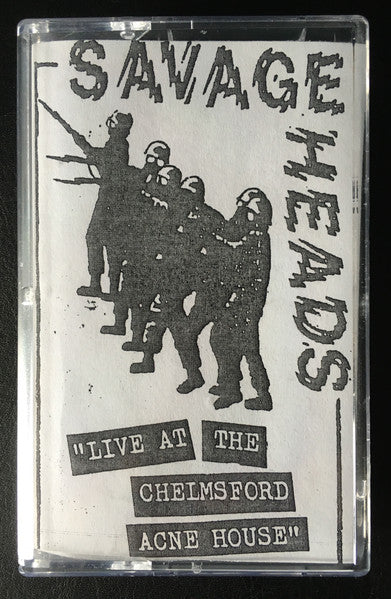 SAVAGE
HEADS
"LIVE AT THE
CHELMSFORD
ACNE HOUSE"